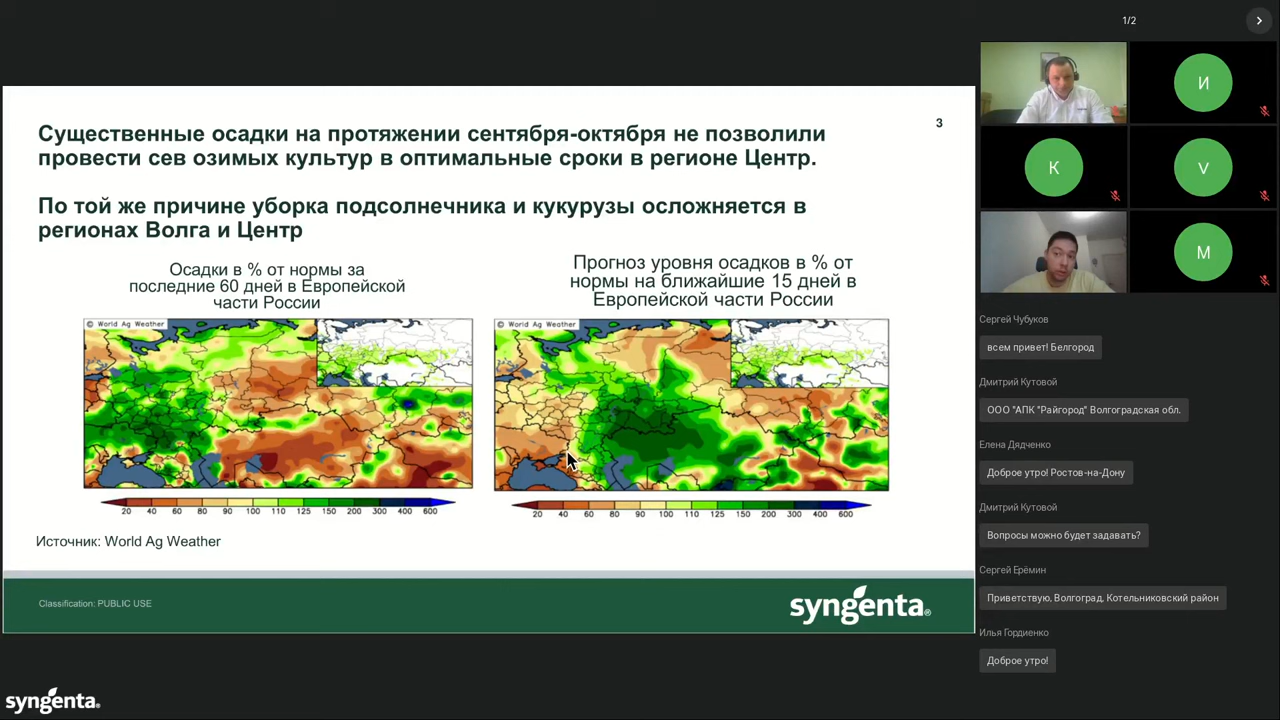 1/2
3
Существенные осадки на протяжении сентября-октября не позволили
провести сев озимых культур в оптимальные сроки в регионе Центр.
По той же причине уборка подсолнечника и кукурузы осложняется в
регионах Волга и Центр
Осадки в % от нормы за
последние 60 дней в Европейской
части России
© World Ag Weather
20 40 60 80 90 100 110 125 150 200 300 400 600
Прогноз уровня осадков в % от
нормы на ближайшие 15 дней в
Европейской части России
© World Ag Weather
20 40 60 80 90 100 110 125 150 200 300 400 600
Источник: World Ag Weather
Classification: PUBLIC USE
syngenta®
syngenta®
И
К
V
М
Сергей Чубуков
всем привет! Белгород
Дмитрий Кутовой
ООО "АПК "Райгород" Волгоградская обл.
Елена Дядченко
Доброе утро! Ростов-на-Дону
Дмитрий Кутовой
Вопросы можно будет задавать?
Сергей Ерёмин
Приветствую, Волгоград, Котельниковский район
Илья Гордиенко
Доброе утро!